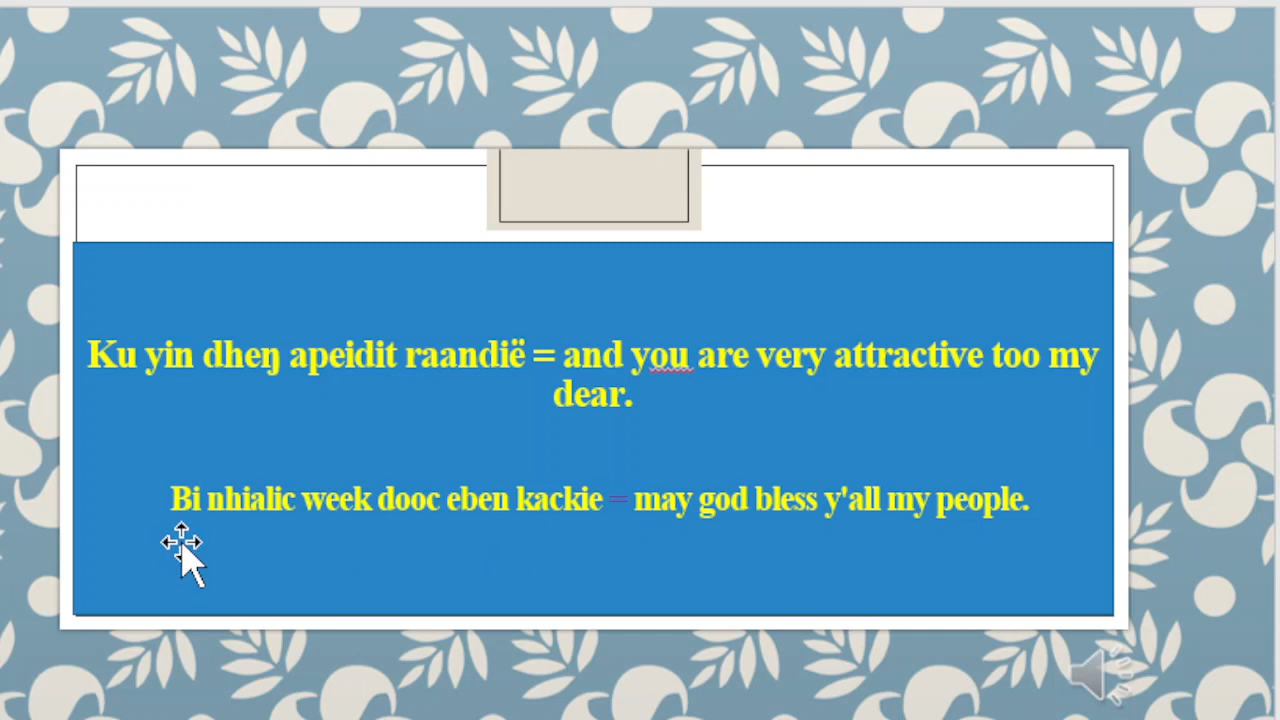 Ku yin dheŋ apeidit raandië = and you are very attractive too my
dear.
Bi nhialic week dooc eben kackie = may god bless y'all my people.